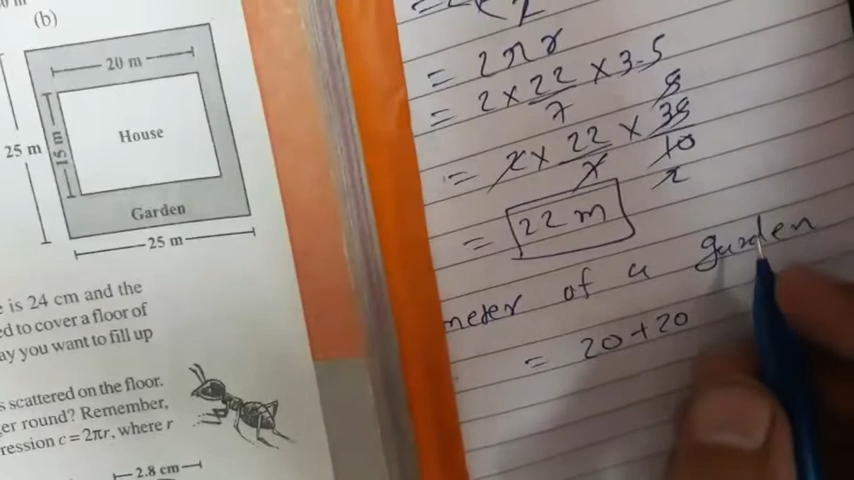 (b)
20 m
25 m
15 m
House
Garden
25 m
is 24 cm and the
ed to cover a floor of
ay you want to fill up
s scattered on the floor.
ger round? Remember,
ression c = 2πr, where r
2.8 cm
= 2πr
= 2 × 22/7 × 3.5
= 2 × 22/7 × 35/10
= 22 m
meter of a garden
= 20 + 20